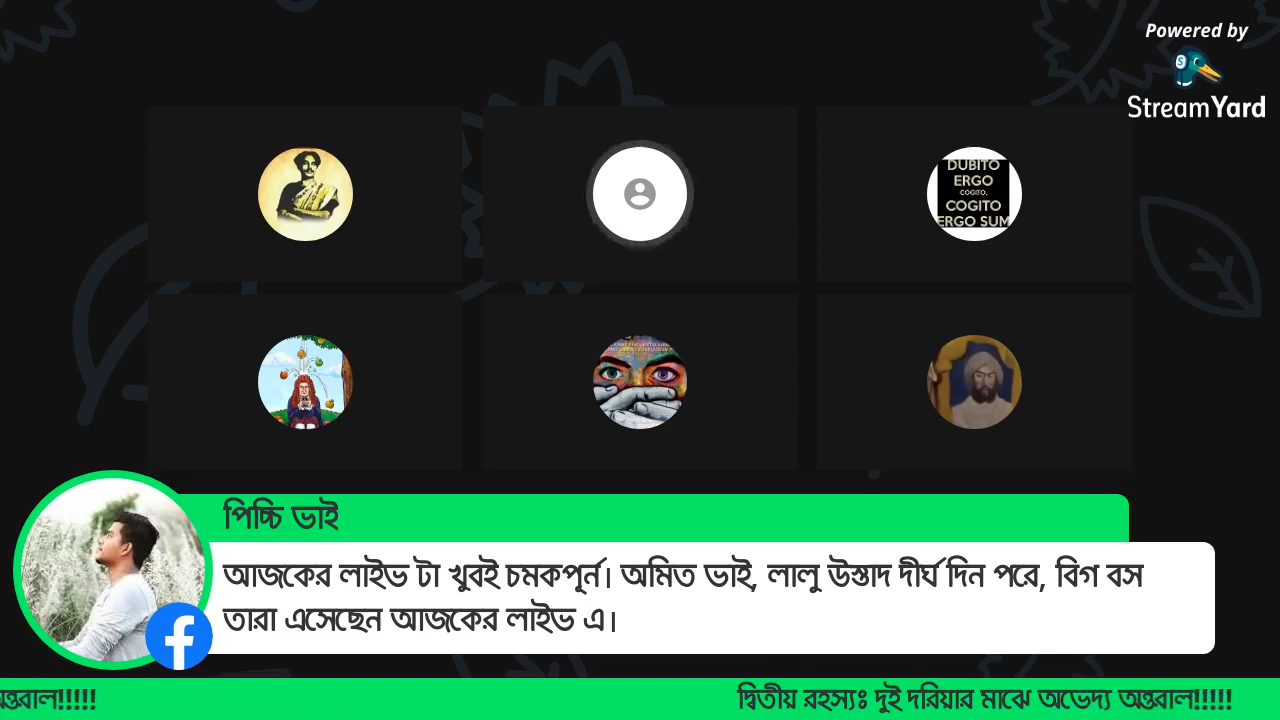 Powered by
StreamYard
DUBITO
ERGO
COGITO,
COGITO
ERGO SUM
পিচ্চি ভাই
আজকের লাইভ টা খুবই চমকপূর্ন। অমিত ভাই, লালু উস্তাদ দীর্ঘ দিন পরে, বিগ বস
তারা এসেছেন আজকের লাইভ এ।
অন্তরাল!!!!! দ্বিতীয় রহস্যঃ দুই দরিয়ার মাঝে অভেদ্য অন্তরাল!!!!!